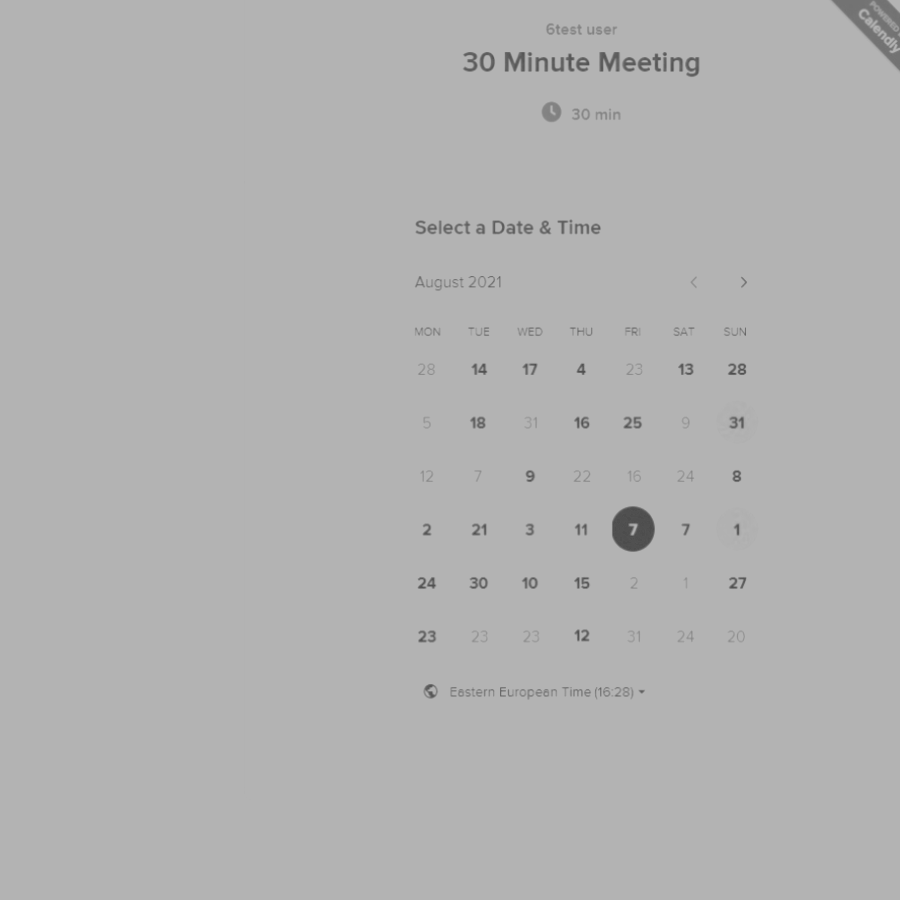 6test user
30 Minute Meeting
30 min
POWERED
Calendly
Select a Date & Time
August 2021
MON TUE WED THU FRI SAT SUN
28 14 17 4 23 13 28
5 18 31 16 25 9 31
12 7 9 22 16 24 8
2 21 3 11 7 7 1
24 30 10 15 2 1 27
23 23 23 12 31 24 20
Eastern European Time (16:28)